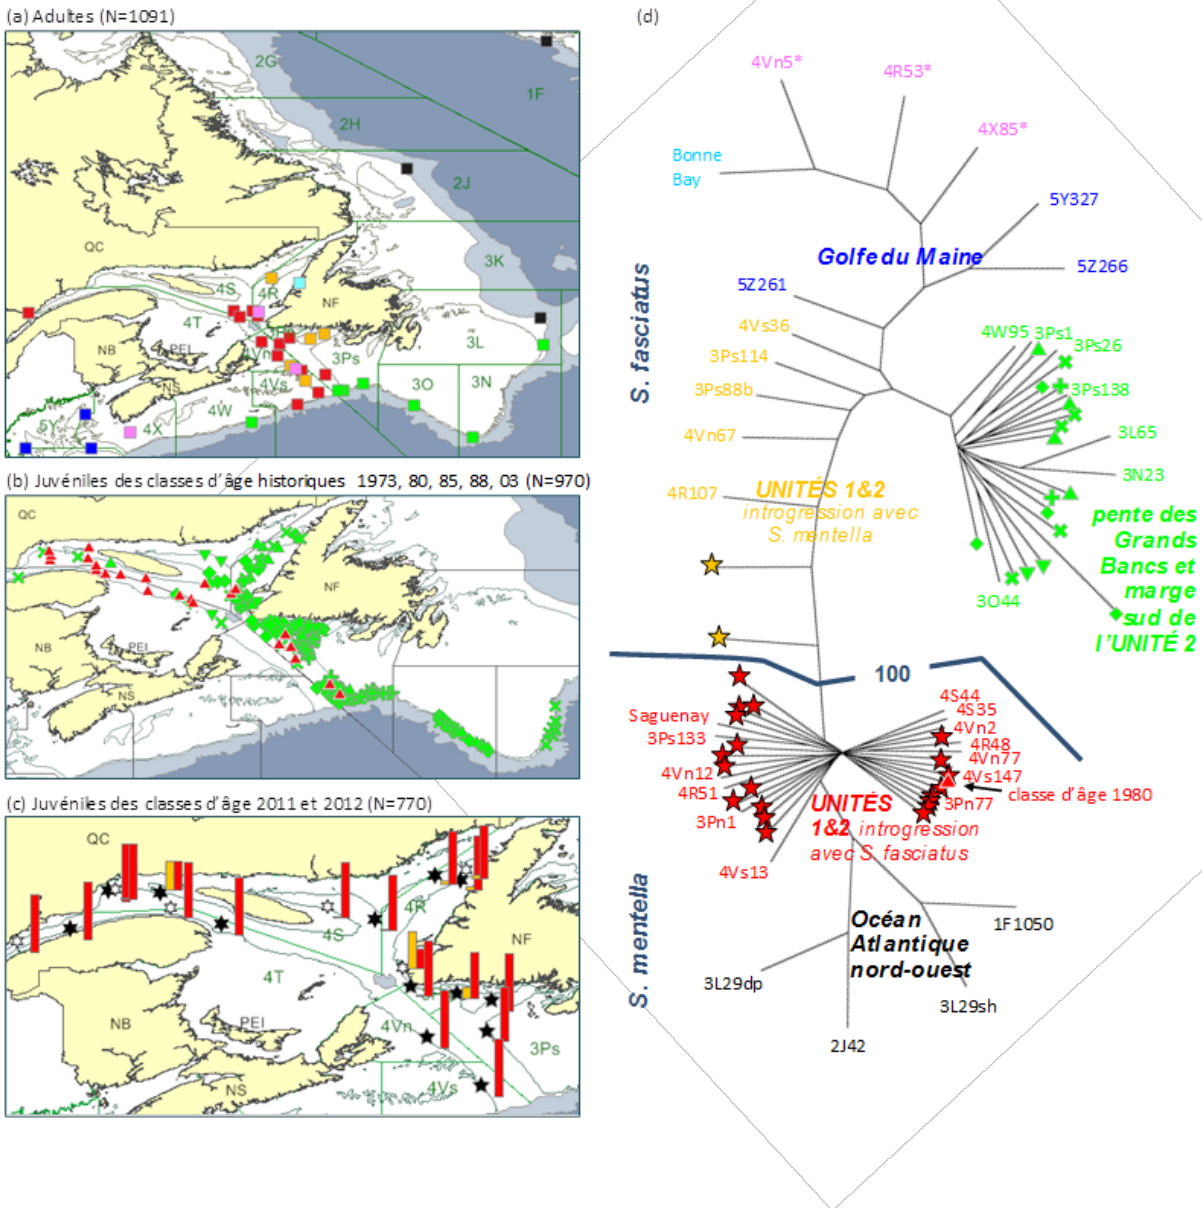 (a) Adultes (N=1091)
2G
1F
2H
2J
3K
QC
4S
4R
NF
4T
3L
NB
PEI
4Vn
3Ps
NS
4Vs
3O
3N
4W
5Y
4X
(b) Juvéniles des classes d'âge historiques 1973, 80, 85, 88, 03 (N=970)
QC
NF
NB
PEI
NS
(c) Juvéniles des classes d'âge 2011 et 2012 (N=770)
QC
4R
4S
NF
4T
NB
PEI
4Vn
3Ps
NS
4Vs
(d)
4Vn5*
4R53*
4X85*
Bonne
Bay
5Y327
Golfe du Maine
5Z266
5Z261
S. fasciatus
4Vs36
4W95
3Ps1
3Ps26
3Ps114
3Ps138
3Ps88b
4Vn67
3L65
3N23
4R107
UNITÉS 1&2
introgression avec
S. mentella
pente des
Grands
Bancs et
marge
sud de
l'UNITÉ 2
3O44
100
4S44
4S35
Saguenay
4Vn2
3Ps133
4R48
4Vn77
4Vn12
4Vs147
4R51
classe d'âge 1980
3Pn77
3Pn1
UNITÉS
1&2 introgression
avec S. fasciatus
4Vs13
S. mentella
Océan
Atlantique
nord-ouest
1F1050
3L29dp
3L29sh
2J42